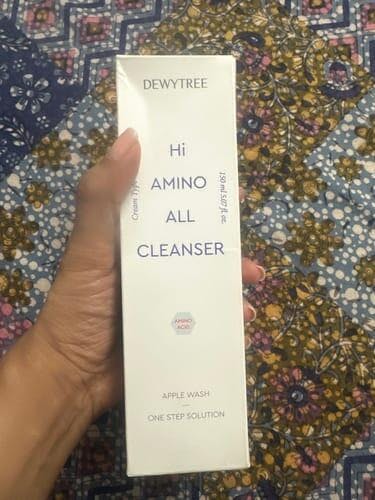 DEWYTREE
Hi
AMINO
ALL
CLEANSER
Cream Type
150 ml 5.07 fl. oz.
AMINO
ACID
APPLE WASH
ONE STEP SOLUTION